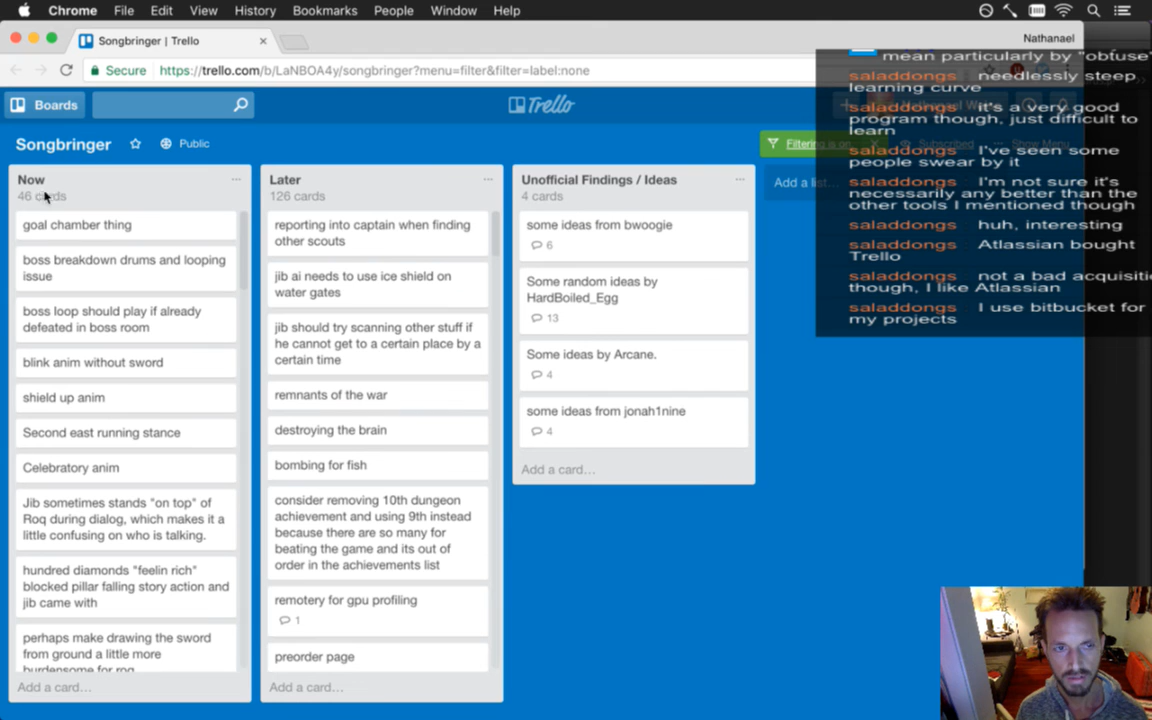 Chrome File Edit View History Bookmarks People Window Help
Songbringer | Trello
Nathanael
Secure https://trello.com/b/LaNBOA4y/songbringer?menu=filter&filter=label:none
Boards
Trello
Songbringer
Public
Filtering is on
Subscribed
Show Menu
Now
46 cards
goal chamber thing
boss breakdown drums and looping
issue
boss loop should play if already
defeated in boss room
blink anim without sword
shield up anim
Second east running stance
Celebratory anim
Jib sometimes stands "on top" of
Roq during dialog, which makes it a
little confusing on who is talking.
hundred diamonds "feelin rich"
blocked pillar falling story action and
jib came with
perhaps make drawing the sword
from ground a little more
burdensome for roq
Add a card…
Later
126 cards
reporting into captain when finding
other scouts
jib ai needs to use ice shield on
water gates
jib should try scanning other stuff if
he cannot get to a certain place by a
certain time
remnants of the war
destroying the brain
bombing for fish
consider removing 10th dungeon
achievement and using 9th instead
because there are so many for
beating the game and its out of
order in the achievements list
remotery for gpu profiling
1
preorder page
Add a card…
Unofficial Findings / Ideas
4 cards
some ideas from bwoogie
6
Some random ideas by
HardBoiled_Egg
13
Some ideas by Arcane.
4
some ideas from jonah1nine
4
Add a card…
Add a list…
mean particularly by "obtuse"
saladdongs needlessly steep
learning curve
saladdongs it's a very good
program though, just difficult to
learn
saladdongs I've seen some
people swear by it
saladdongs I'm not sure it's
necessarily any better than the
other tools I mentioned though
saladdongs huh, interesting
saladdongs Atlassian bought
Trello
saladdongs not a bad acquisiti
though, I like Atlassian
saladdongs I use bitbucket for
my projects